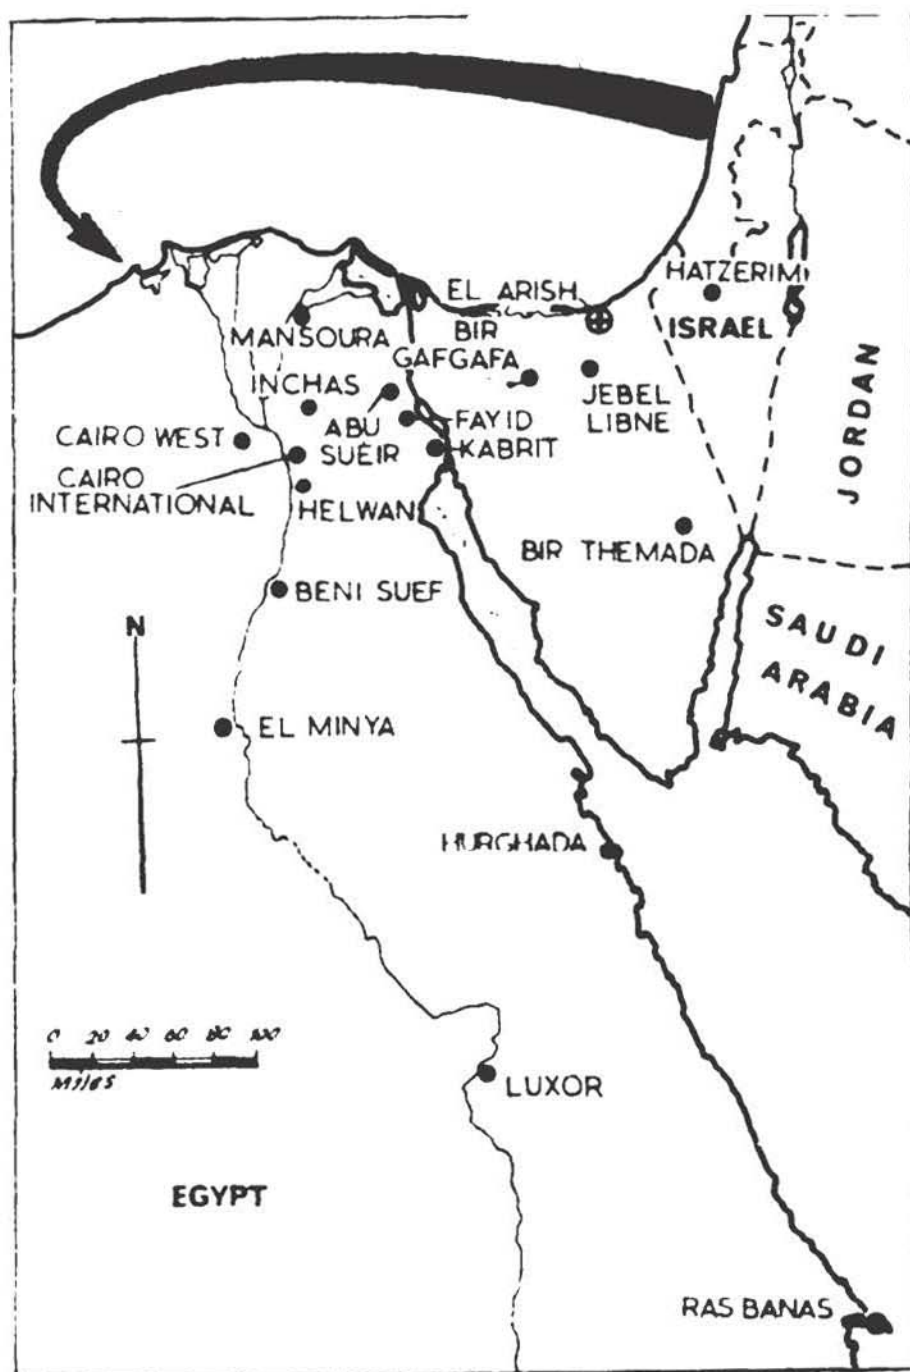 HATZERIM
EL ARISH
ISRAEL
BIR
GAFGAFA
MANSOURA
JEBEL
LIBNE
JORDAN
INCHAS
ABU
SUEIR
FAYID
KABRIT
CAIRO WEST
CAIRO
INTERNATIONAL
HELWAN
BIR THEMADA
BENI SUEF
SAUDI
ARABIA
N
EL MINYA
HURGHADA
0 20 40 60 80 100
Miles
LUXOR
EGYPT
RAS BANAS